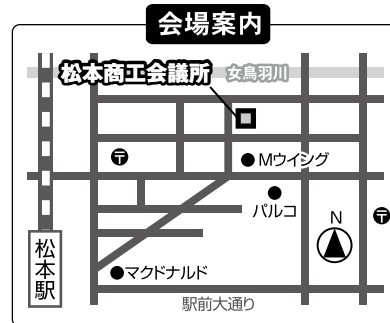 会場案内
松本商工会議所
女鳥羽川
〒
Mウイング
パルコ
N
〒
松本駅
マクドナルド
駅前大通り